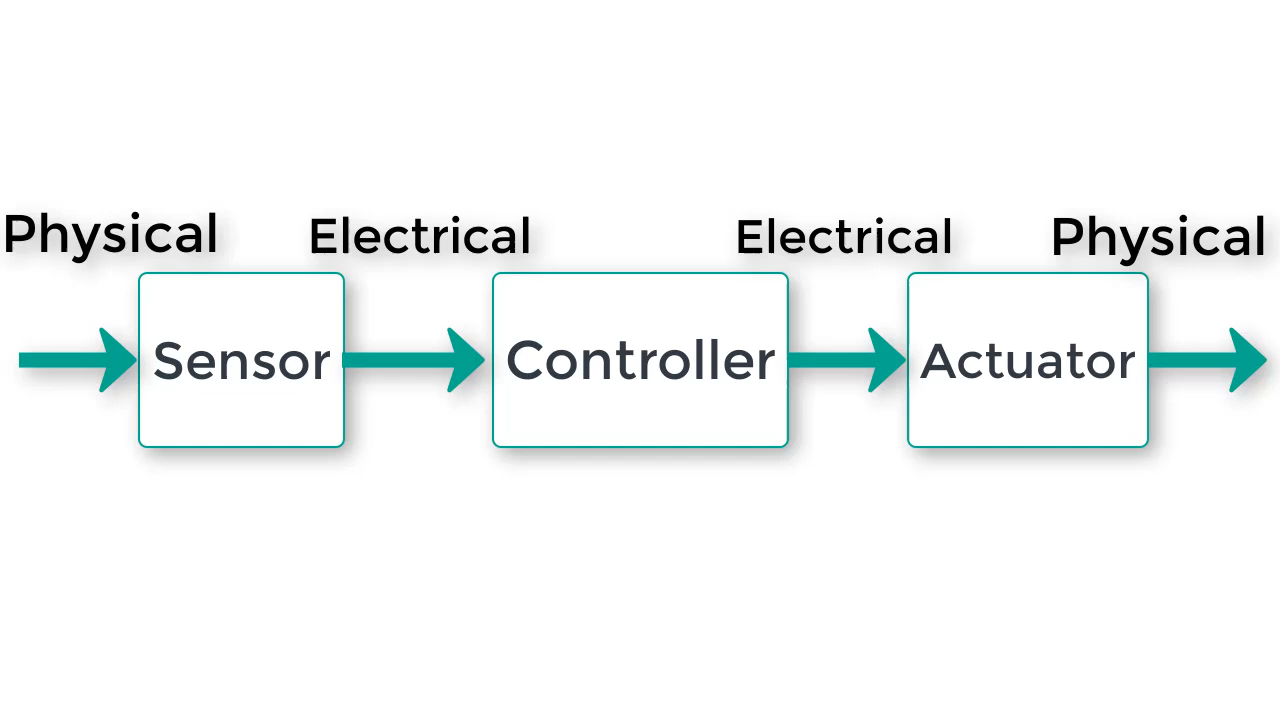 Physical
Electrical
Electrical
Physical
Sensor
Controller
Actuator